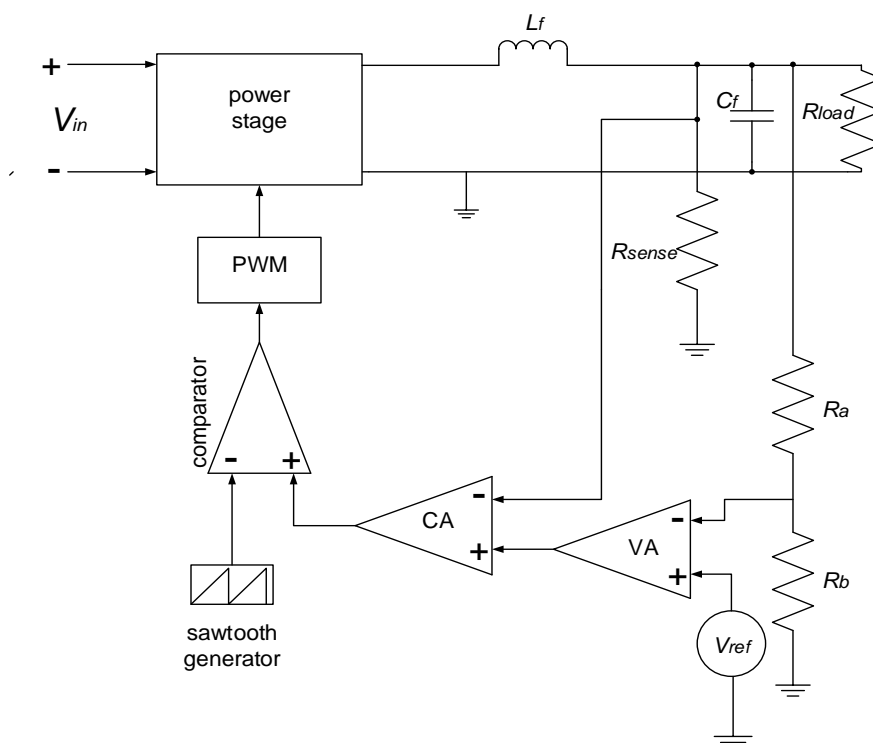 Lf
+
Vin
-
power
stage
Cf
Rload
PWM
Rsense
comparator
-
+
Ra
CA
-
+
VA
-
+
Rb
Vref
sawtooth
generator